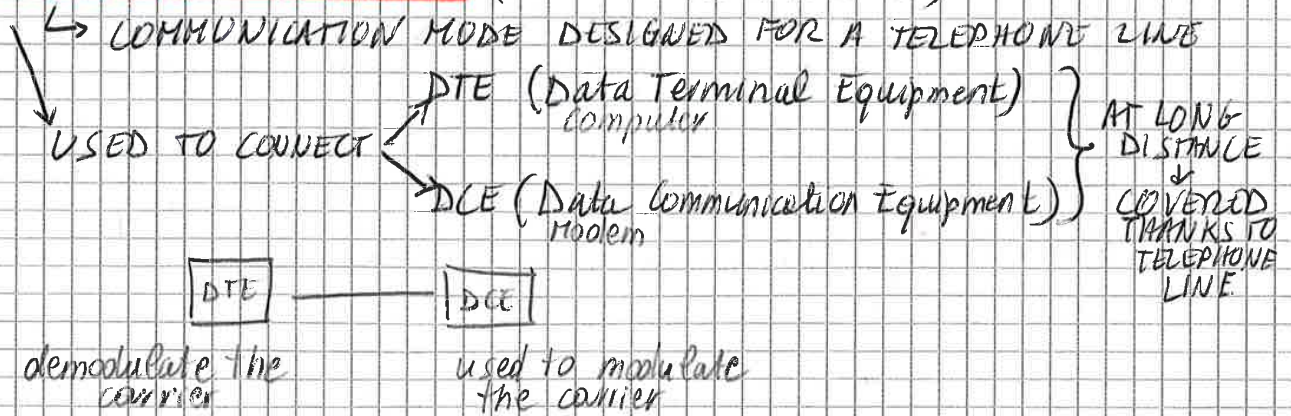 ↳ COMMUNICATION MODE DESIGNED FOR A TELEPHONE LINE
USED TO CONNECT
DTE (Data Terminal Equipment)
Computer
DCE (Data Communication Equipment)
Modem
AT LONG
DISTANCE
↓
COVERED
THANKS TO
TELEPHONE
LINE
DTE
DCE
demodulate the
carrier
used to modulate
the carrier